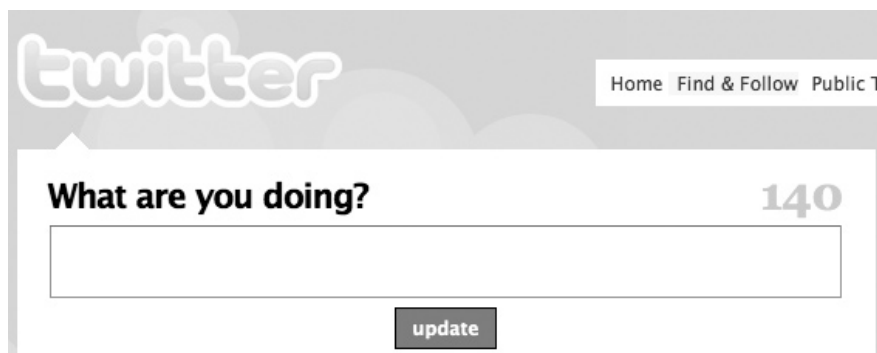 twitter
Home Find & Follow Public T
What are you doing? 140
update